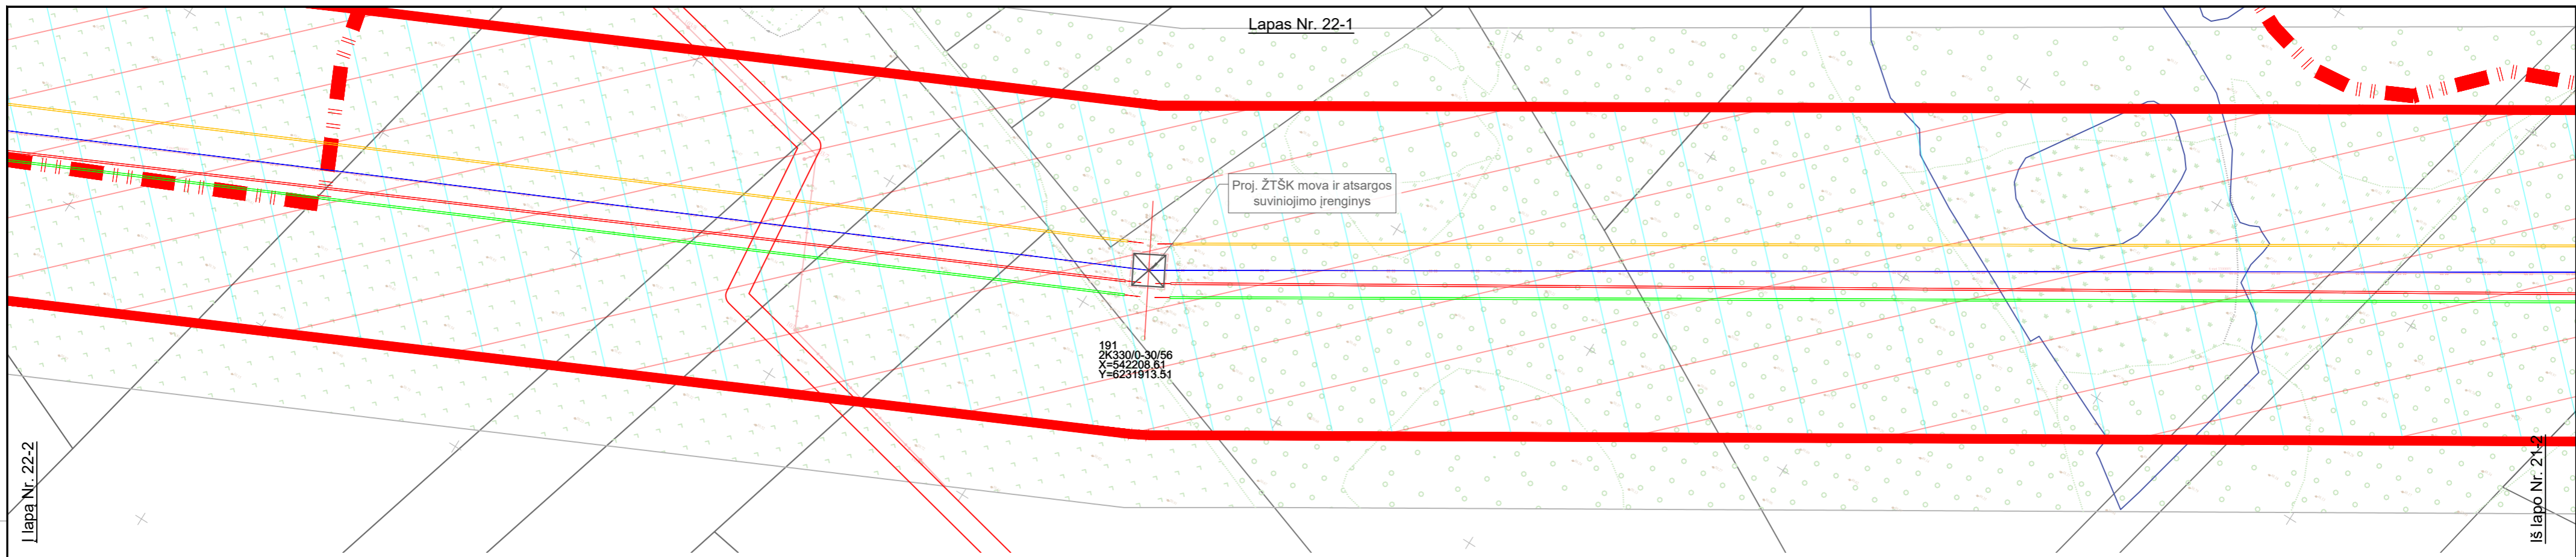 Lapas Nr. 22-1
Proj. ŽTŠK mova ir atsargos
suviniojimo įrenginys
191
2K330/0-30/56
X=542208.61
Y=6231913.51
Į lapą Nr. 22-2
Iš lapo Nr. 21-2